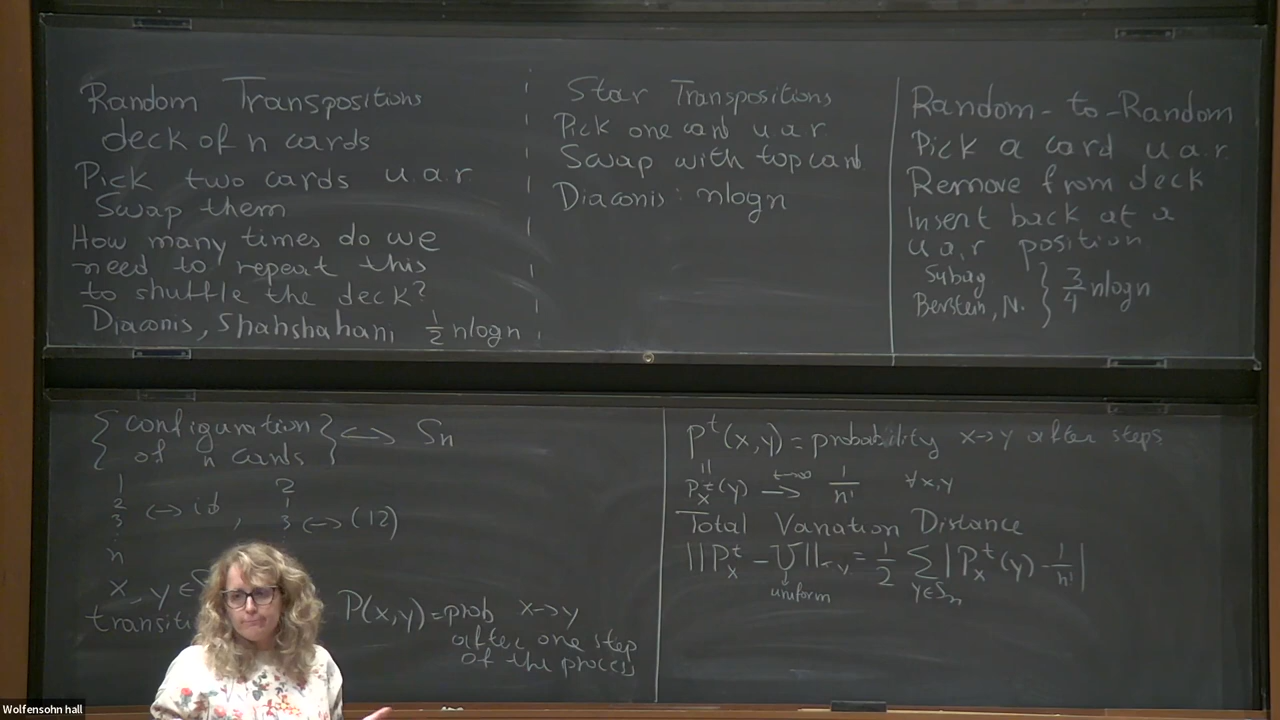 Random Transpositions
deck of n cards
Pick two cards u.a.r.
Swap them
How many times do we
need to repeat this
to shuffle the deck?
Diaconis, Shahshahani 1/2 nlogn
Star Transpositions
Pick one card u.a.r.
Swap with top card
Diaconis: nlogn
Random-to-Random
Pick a card u.a.r.
Remove from deck
Insert back at a
u.a.r position
Subag
Berstein, N. } 3/4 nlogn
{configuration of n cards} <-> Sn
1 2
2 <-> id, 1
3 3 <-> (12)
⋮
n
x, y ∈
P(x,y) = prob x→y
after one step
of the process
P^t(x,y) = probability x→y after steps
॥
P_x^t(y) →^{t→∞} 1/n! ∀x,y
Total Variation Distance
||P_x^t - U||_{T.V} = 1/2 Σ_{y∈S_n} |P_x^t(y) - 1/n!|
↓
uniform
Wolfensohn hall